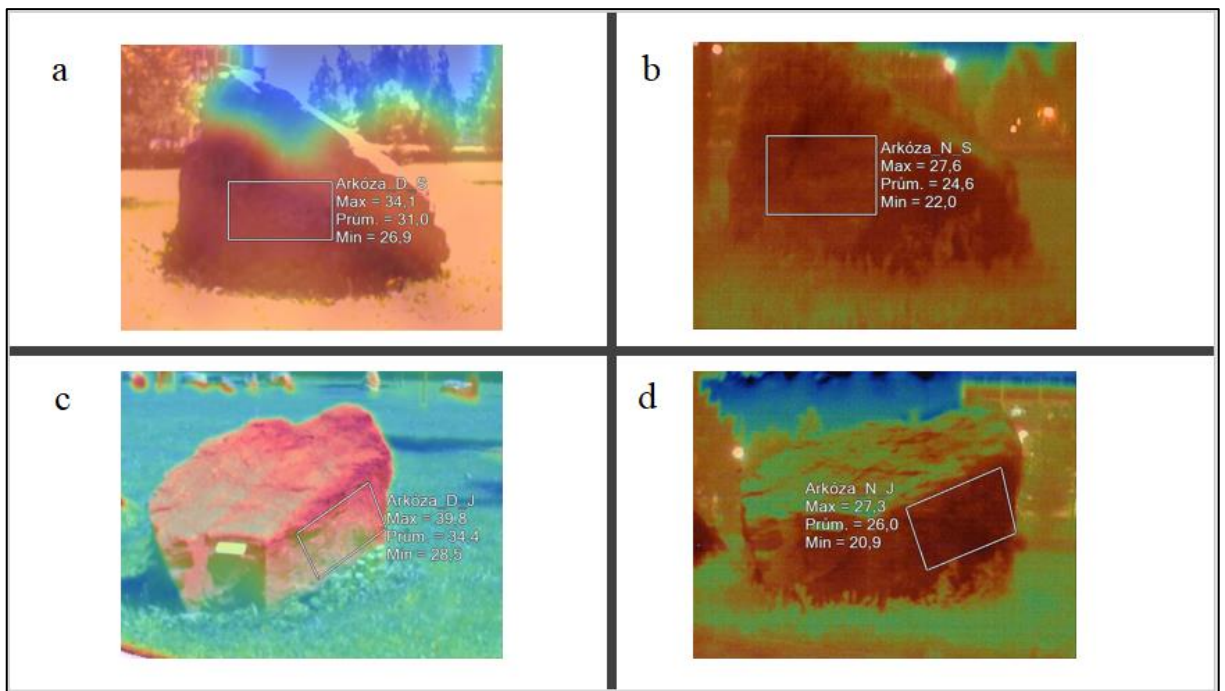 a
Arkóza_D_S
Max = 34,1
Prům. = 31,0
Min = 26,9
b
Arkóza_N_S
Max = 27,6
Prům. = 24,6
Min = 22,0
c
Arkóza_D_J
Max = 39,8
Prům. = 34,4
Min = 28,5
d
Arkóza_N_J
Max = 27,3
Prům. = 26,0
Min = 20,9